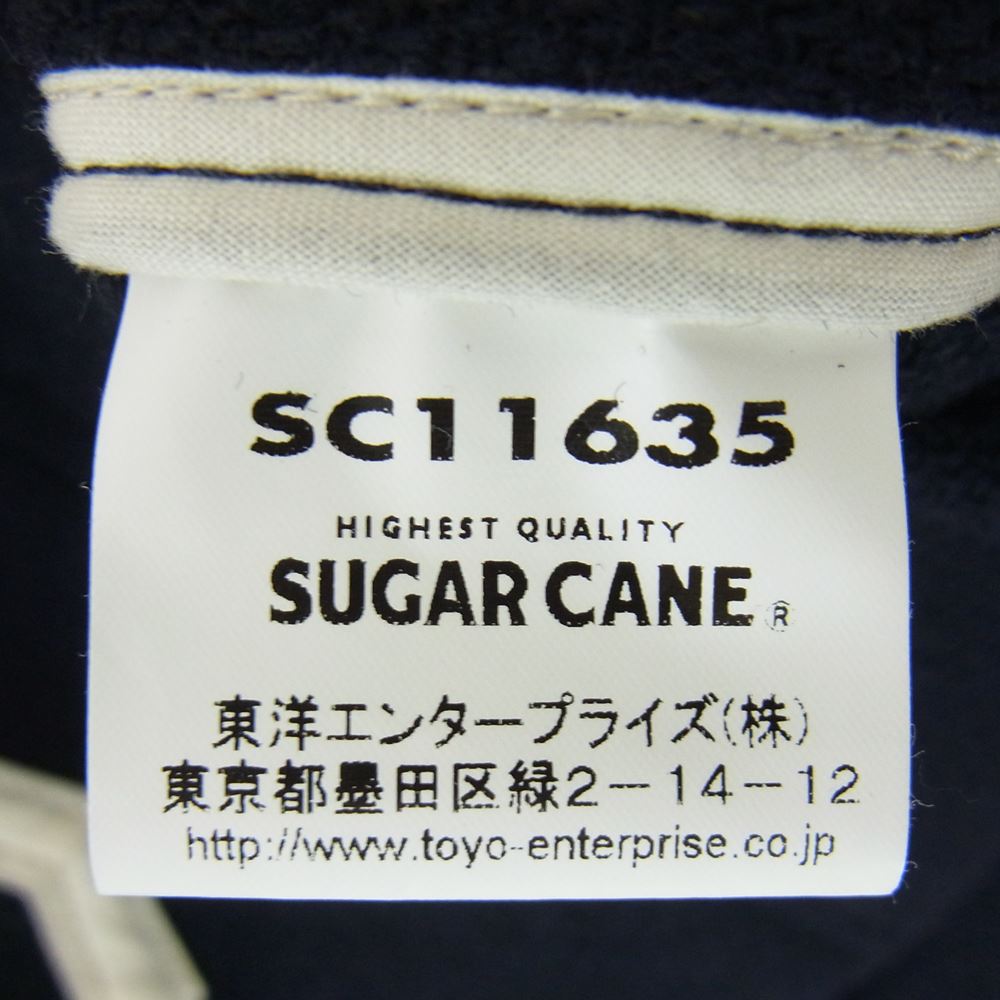 SC11635
HIGHEST QUALITY
SUGAR CANE®
東洋エンタープライズ(株)
東京都墨田区緑2-14-12
http://www.toyo-enterprise.co.jp